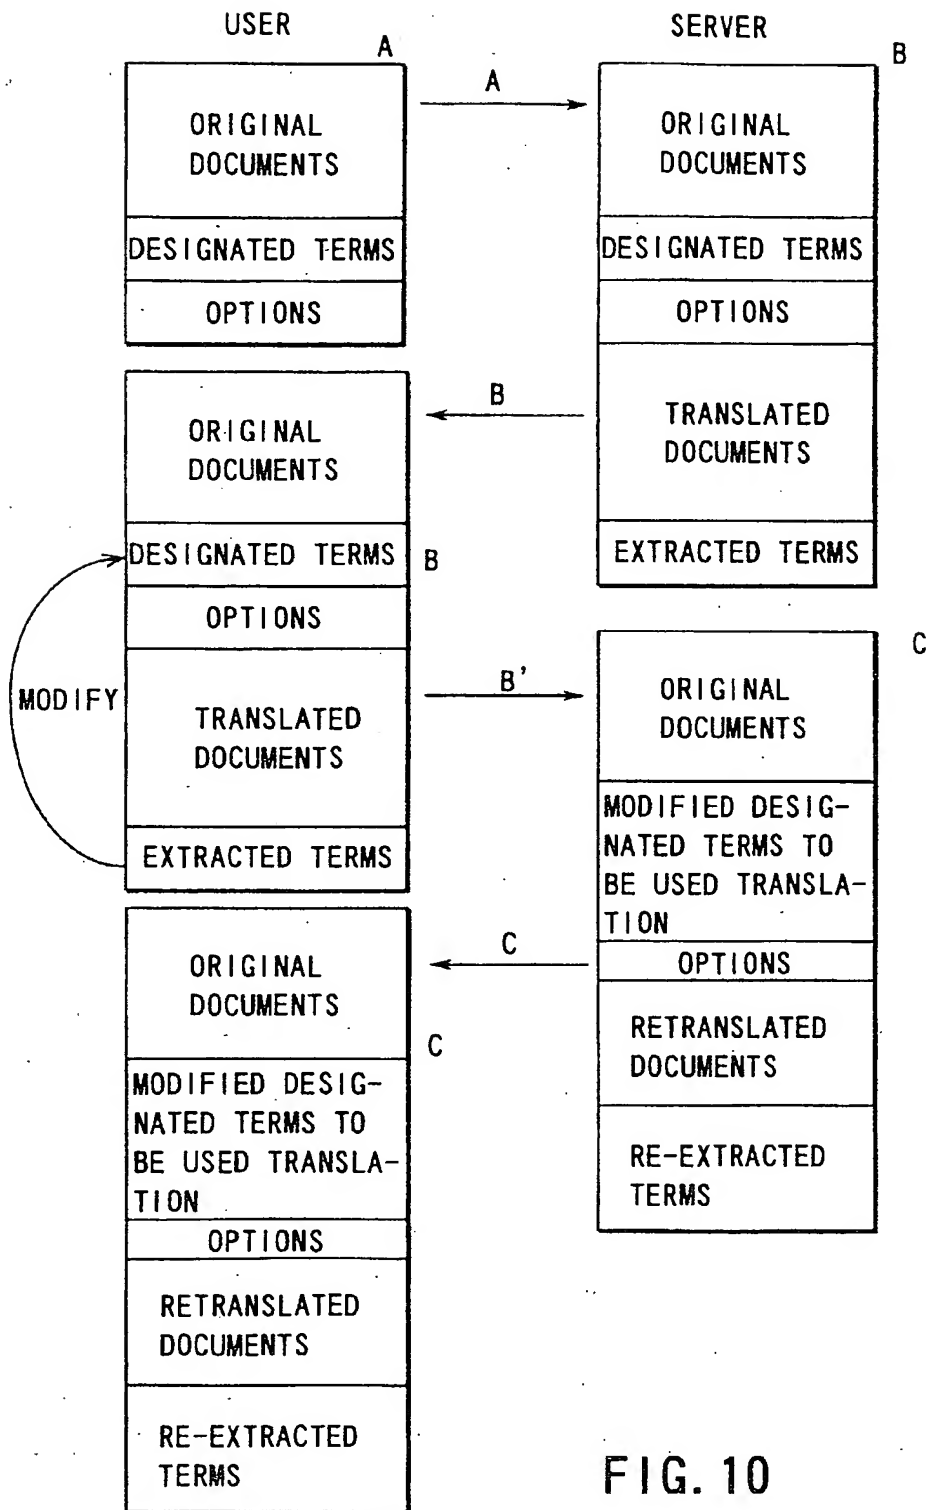 USER
A
ORIGINAL
DOCUMENTS
DESIGNATED TERMS
OPTIONS
A
SERVER
B
ORIGINAL
DOCUMENTS
DESIGNATED TERMS
OPTIONS
TRANSLATED
DOCUMENTS
EXTRACTED TERMS
B
ORIGINAL
DOCUMENTS
DESIGNATED TERMS
B
OPTIONS
TRANSLATED
DOCUMENTS
EXTRACTED TERMS
MODIFY
B'
C
ORIGINAL
DOCUMENTS
MODIFIED DESIG-
NATED TERMS TO
BE USED TRANSLA-
TION
OPTIONS
RETRANSLATED
DOCUMENTS
RE-EXTRACTED
TERMS
C
ORIGINAL
DOCUMENTS
C
MODIFIED DESIG-
NATED TERMS TO
BE USED TRANSLA-
TION
OPTIONS
RETRANSLATED
DOCUMENTS
RE-EXTRACTED
TERMS
FIG. 10